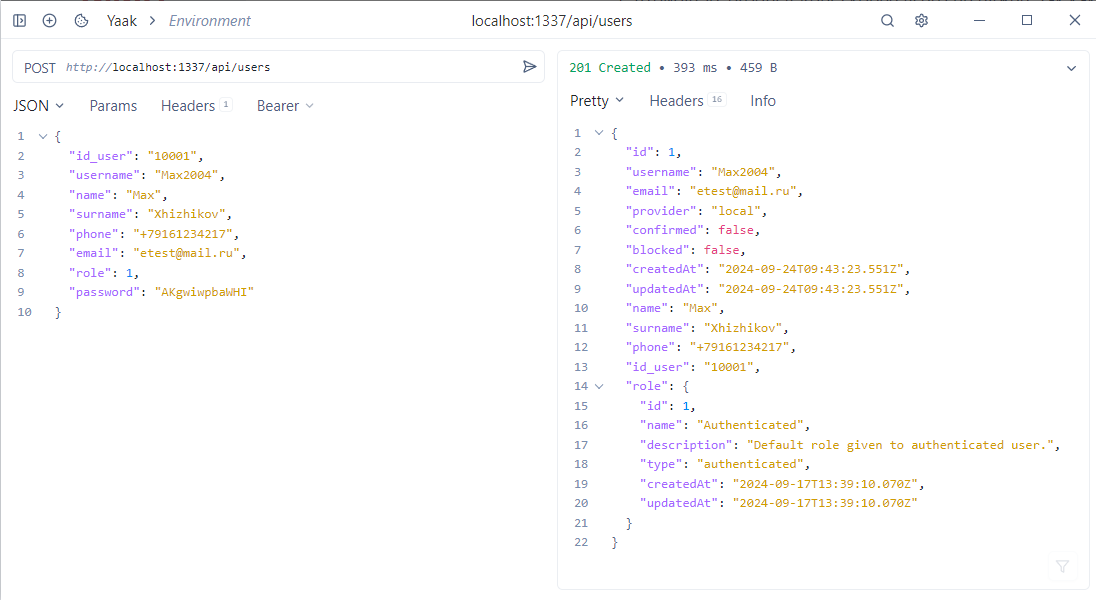 Yaak > Environment
localhost:1337/api/users
POST http://localhost:1337/api/users
JSON Params Headers 1 Bearer
1 {
2 "id_user": "10001",
3 "username": "Max2004",
4 "name": "Max",
5 "surname": "Xhizhikov",
6 "phone": "+79161234217",
7 "email": "etest@mail.ru",
8 "role": 1,
9 "password": "AKgwiwpbaWHI"
10 }
201 Created • 393 ms • 459 B
Pretty Headers 16 Info
1 {
2 "id": 1,
3 "username": "Max2004",
4 "email": "etest@mail.ru",
5 "provider": "local",
6 "confirmed": false,
7 "blocked": false,
8 "createdAt": "2024-09-24T09:43:23.551Z",
9 "updatedAt": "2024-09-24T09:43:23.551Z",
10 "name": "Max",
11 "surname": "Xhizhikov",
12 "phone": "+79161234217",
13 "id_user": "10001",
14 "role": {
15 "id": 1,
16 "name": "Authenticated",
17 "description": "Default role given to authenticated user.",
18 "type": "authenticated",
19 "createdAt": "2024-09-17T13:39:10.070Z",
20 "updatedAt": "2024-09-17T13:39:10.070Z"
21 }
22 }